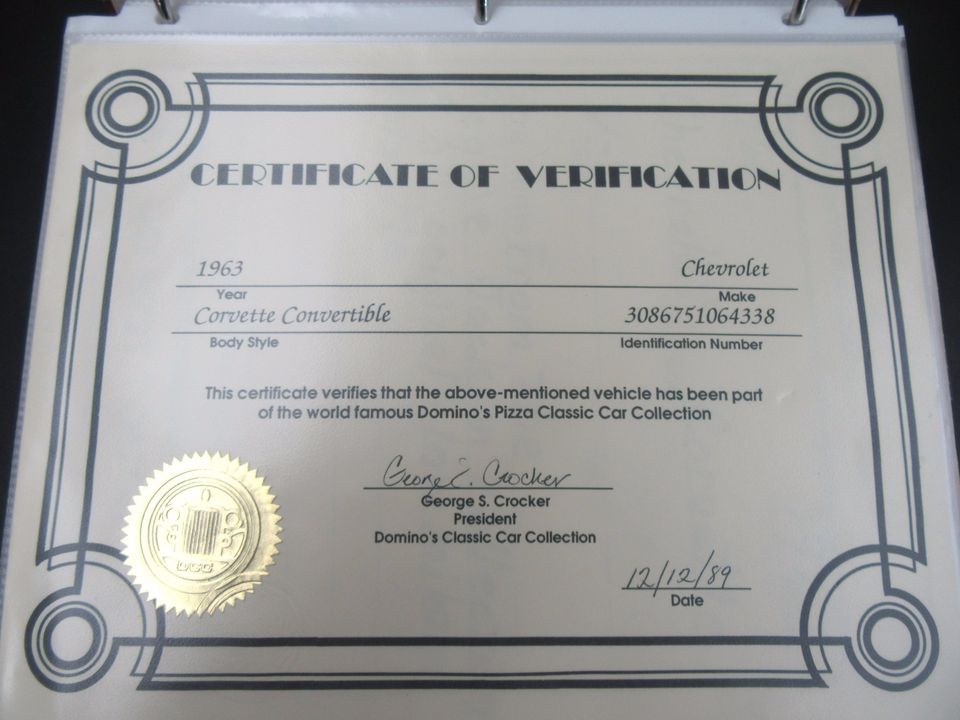 CERTIFICATE OF VERIFICATION
1963 Chevrolet
Year Make
Corvette Convertible 3086751064338
Body Style Identification Number
This certificate verifies that the above-mentioned vehicle has been part
of the world famous Domino's Pizza Classic Car Collection
George S. Crocker
George S. Crocker
President
Domino's Classic Car Collection
12/12/89
Date